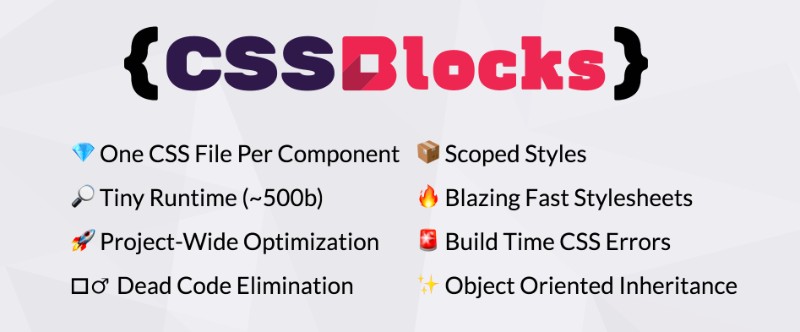 {CSSBlocks}
💎 One CSS File Per Component
📦 Scoped Styles
🔎 Tiny Runtime (~500b)
🔥 Blazing Fast Stylesheets
🚀 Project-Wide Optimization
🚨 Build Time CSS Errors
□♂ Dead Code Elimination
✨ Object Oriented Inheritance